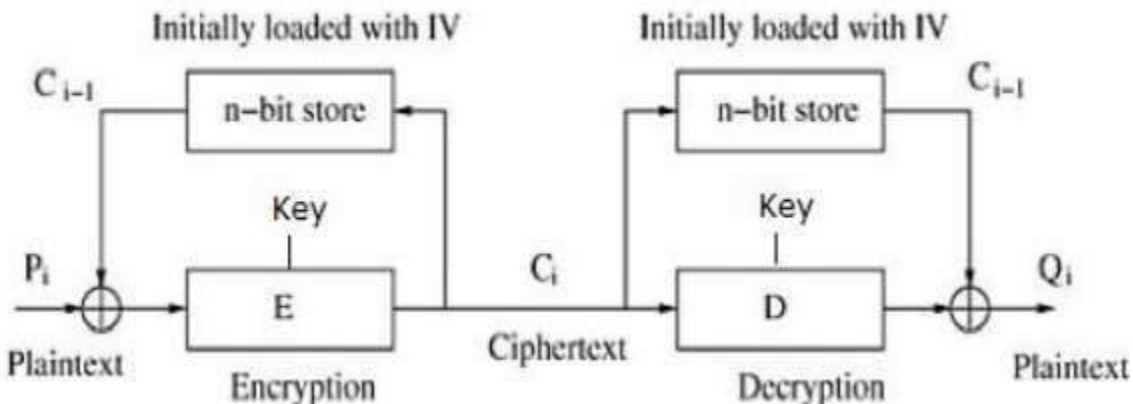 Initially loaded with IV
Initially loaded with IV
C i-1
n-bit store
n-bit store
C i-1
Key
Key
P i
E
C i
D
Q i
Plaintext
Ciphertext
Plaintext
Encryption
Decryption